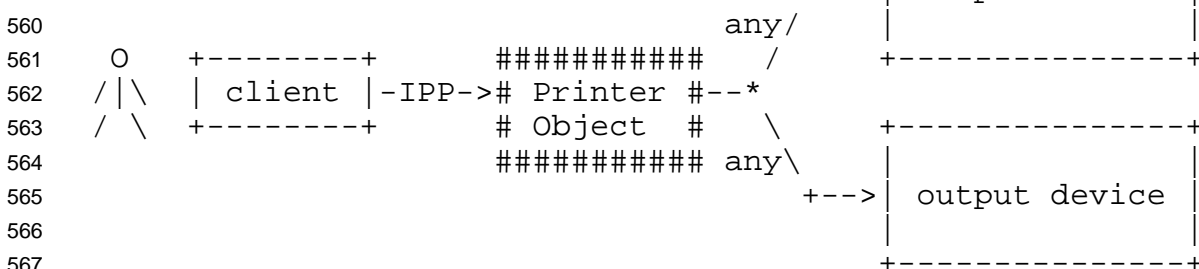 560                                    any/      |               |
561     O    +--------+       ###########   /      +---------------+
562    /|\   | client |-IPP-># Printer #--*
563    / \   +--------+       # Object  #   \      +---------------+
564                           ########### any\     |               |
565                                         +-->| output device |
566                                             |               |
567                                             +---------------+